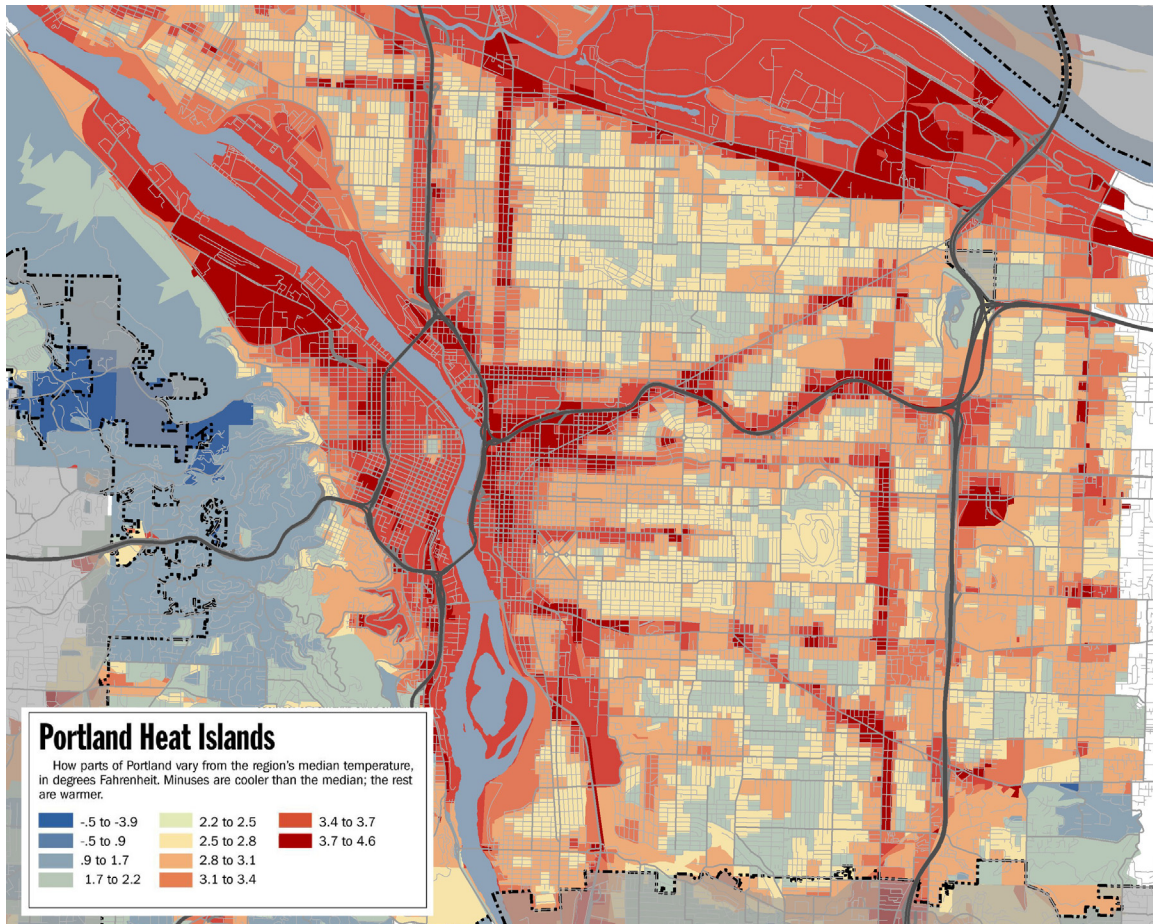 Portland Heat Islands
How parts of Portland vary from the region's median temperature,
in degrees Fahrenheit. Minuses are cooler than the median; the rest
are warmer.
-.5 to -3.9
-.5 to .9
.9 to 1.7
1.7 to 2.2
2.2 to 2.5
2.5 to 2.8
2.8 to 3.1
3.1 to 3.4
3.4 to 3.7
3.7 to 4.6